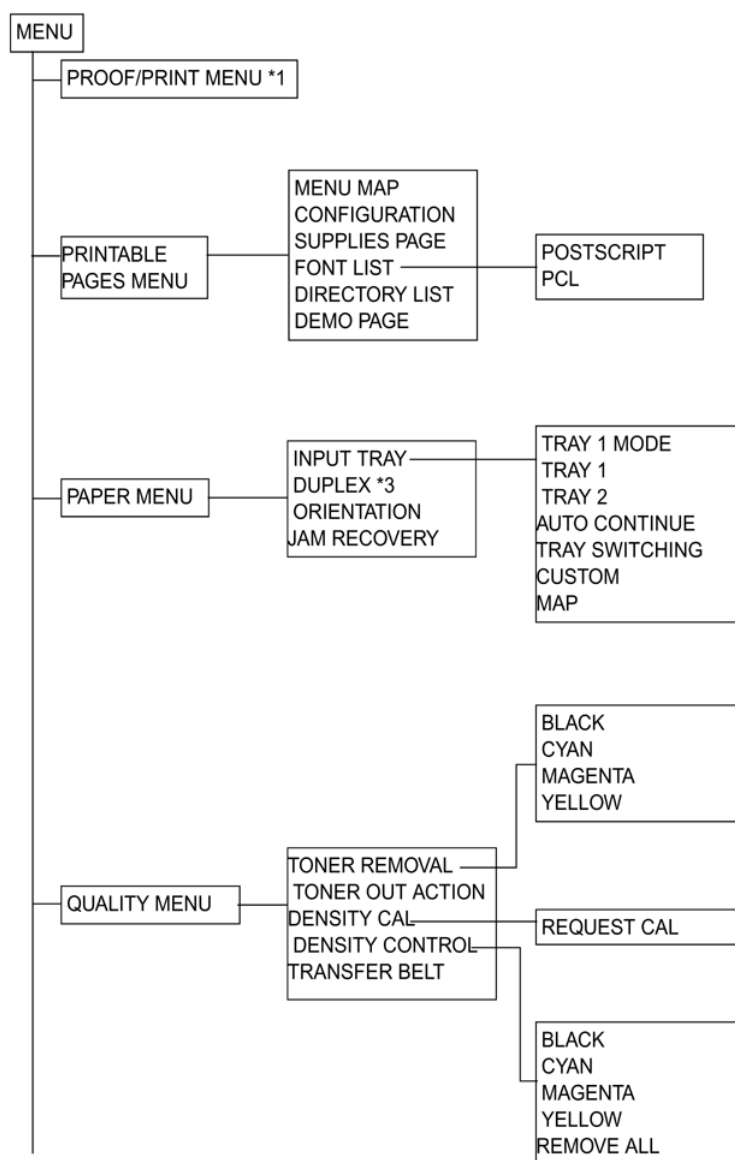 MENU
PROOF/PRINT MENU *1
MENU MAP
CONFIGURATION
SUPPLIES PAGE
FONT LIST
DIRECTORY LIST
DEMO PAGE
PRINTABLE
PAGES MENU
POSTSCRIPT
PCL
PAPER MENU
INPUT TRAY
DUPLEX *3
ORIENTATION
JAM RECOVERY
TRAY 1 MODE
TRAY 1
TRAY 2
AUTO CONTINUE
TRAY SWITCHING
CUSTOM
MAP
QUALITY MENU
TONER REMOVAL
TONER OUT ACTION
DENSITY CAL
DENSITY CONTROL
TRANSFER BELT
BLACK
CYAN
MAGENTA
YELLOW
REQUEST CAL
BLACK
CYAN
MAGENTA
YELLOW
REMOVE ALL